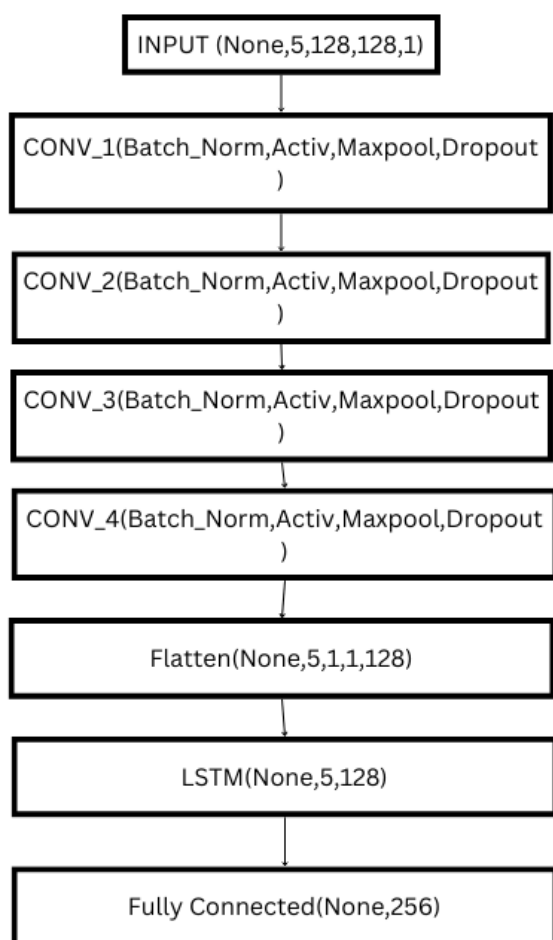 INPUT (None,5,128,128,1)
CONV_1(Batch_Norm,Activ,Maxpool,Dropout
)
CONV_2(Batch_Norm,Activ,Maxpool,Dropout
)
CONV_3(Batch_Norm,Activ,Maxpool,Dropout
)
CONV_4(Batch_Norm,Activ,Maxpool,Dropout
)
Flatten(None,5,1,1,128)
LSTM(None,5,128)
Fully Connected(None,256)